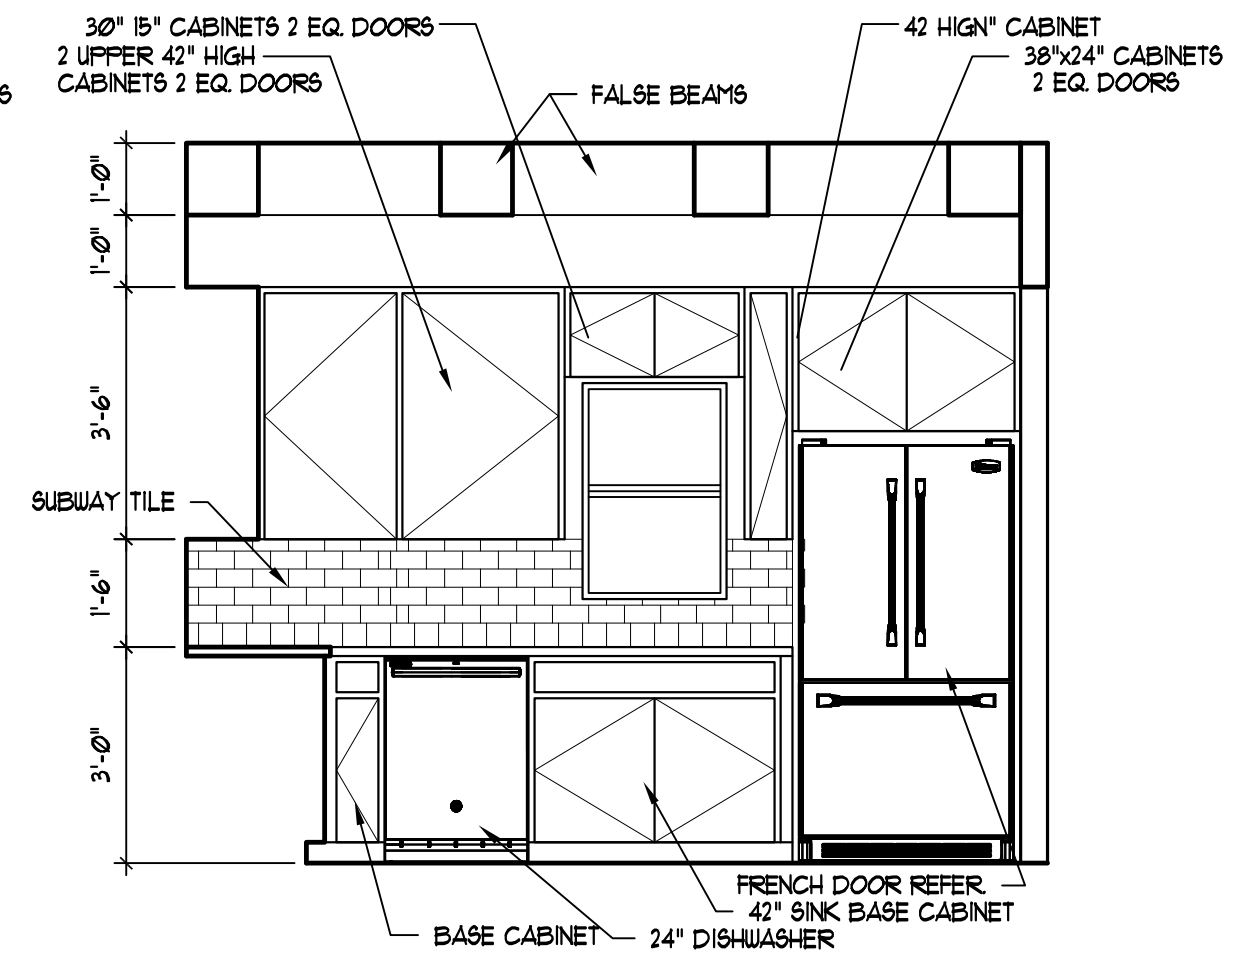 30" 15" CABINETS 2 EQ. DOORS
2 UPPER 42" HIGH
CABINETS 2 EQ. DOORS
S
FALSE BEAMS
42 HIGN" CABINET
38"x24" CABINETS
2 EQ. DOORS
1'-0"
1'-0"
3'-6"
SUBWAY TILE
1'-6"
3'-0"
FRENCH DOOR REFER.
42" SINK BASE CABINET
BASE CABINET
24" DISHWASHER